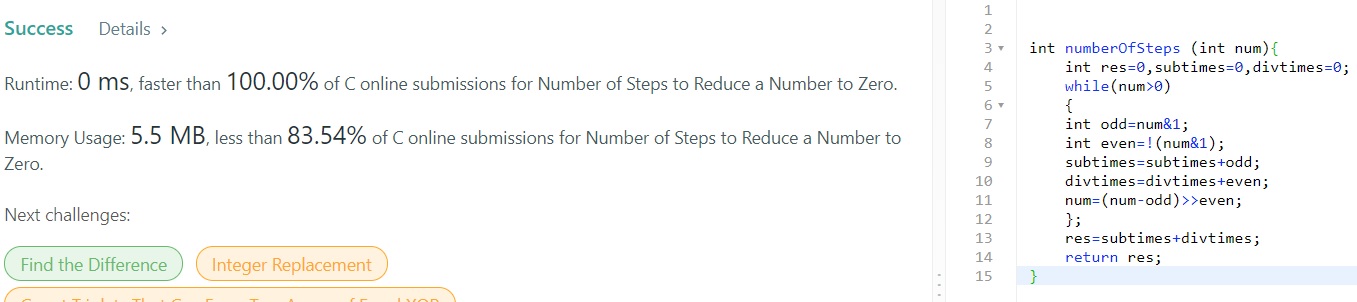 Success Details >
Runtime: 0 ms, faster than 100.00% of C online submissions for Number of Steps to Reduce a Number to Zero.
Memory Usage: 5.5 MB, less than 83.54% of C online submissions for Number of Steps to Reduce a Number to
Zero.
Next challenges:
Find the Difference Integer Replacement
1
2
3 int numberOfSteps (int num){
4 int res=0,subtimes=0,divtimes=0;
5 while(num>0)
6 {
7 int odd=num&1;
8 int even=!(num&1);
9 subtimes=subtimes+odd;
10 divtimes=divtimes+even;
11 num=(num-odd)>>even;
12 };
13 res=subtimes+divtimes;
14 return res;
15 }